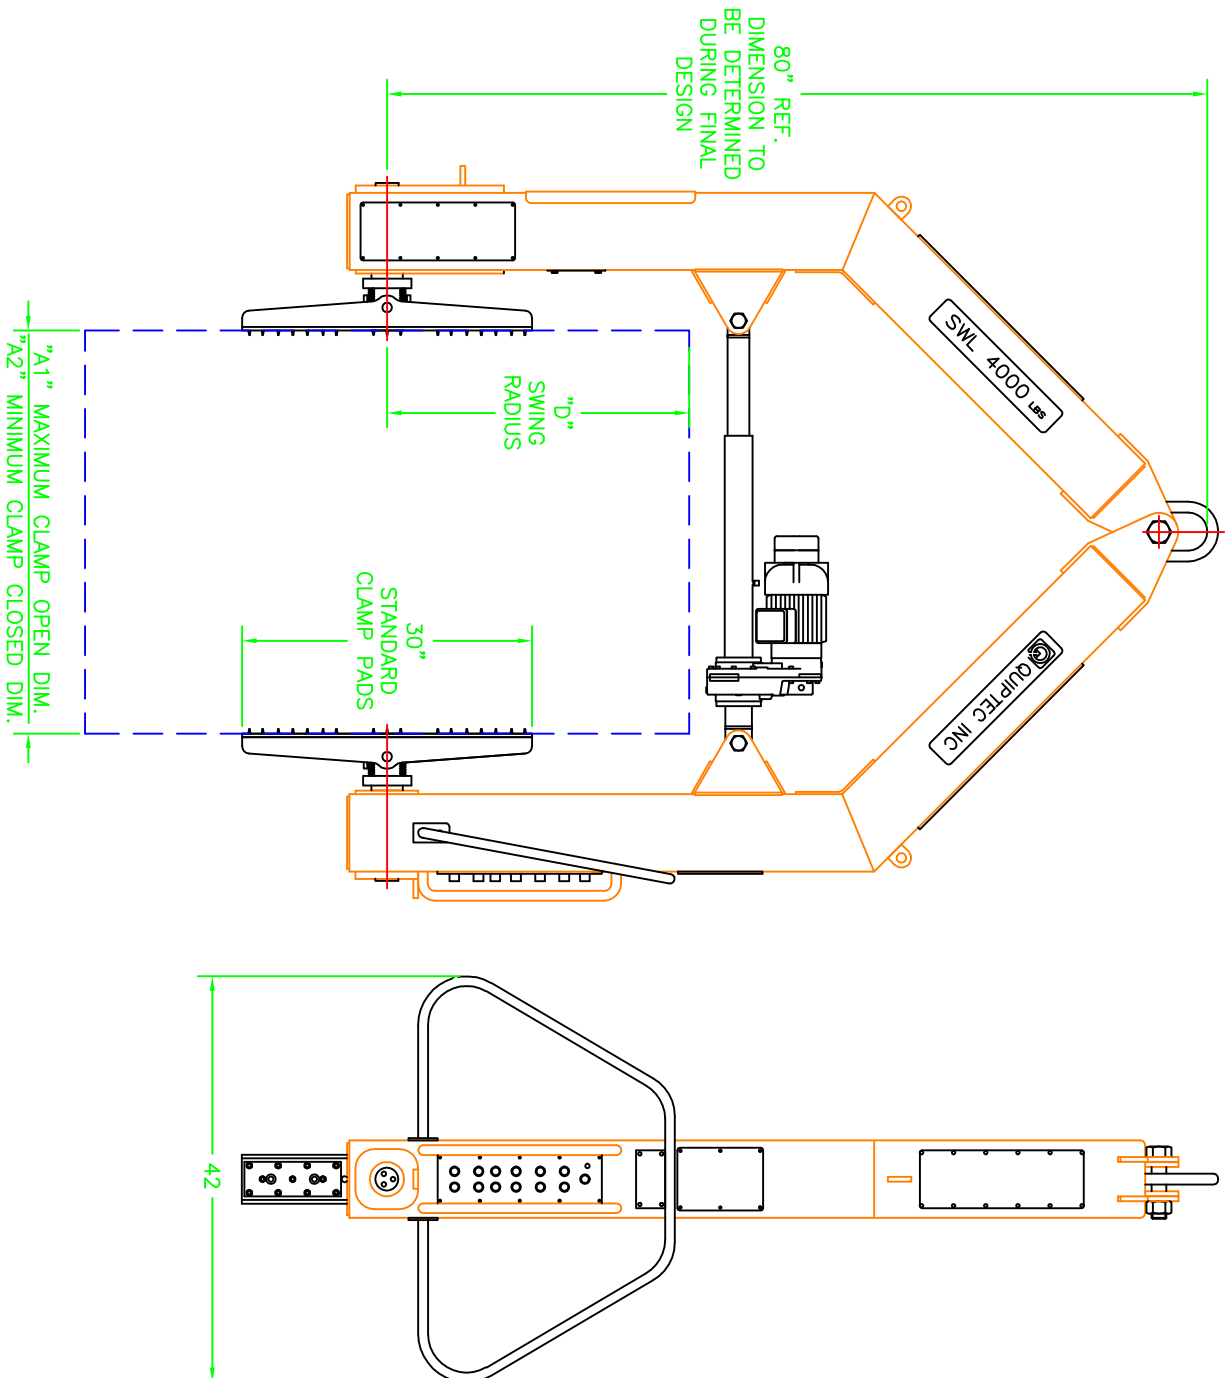 80" REF.
DIMENSION TO
BE DETERMINED
DURING FINAL
DESIGN
SWL 4000 LBS
QUIPTEC INC
"D"
SWING
RADIUS
30"
STANDARD
CLAMP PADS
"A1" MAXIMUM CLAMP OPEN DIM.
"A2" MINIMUM CLAMP CLOSED DIM.
42